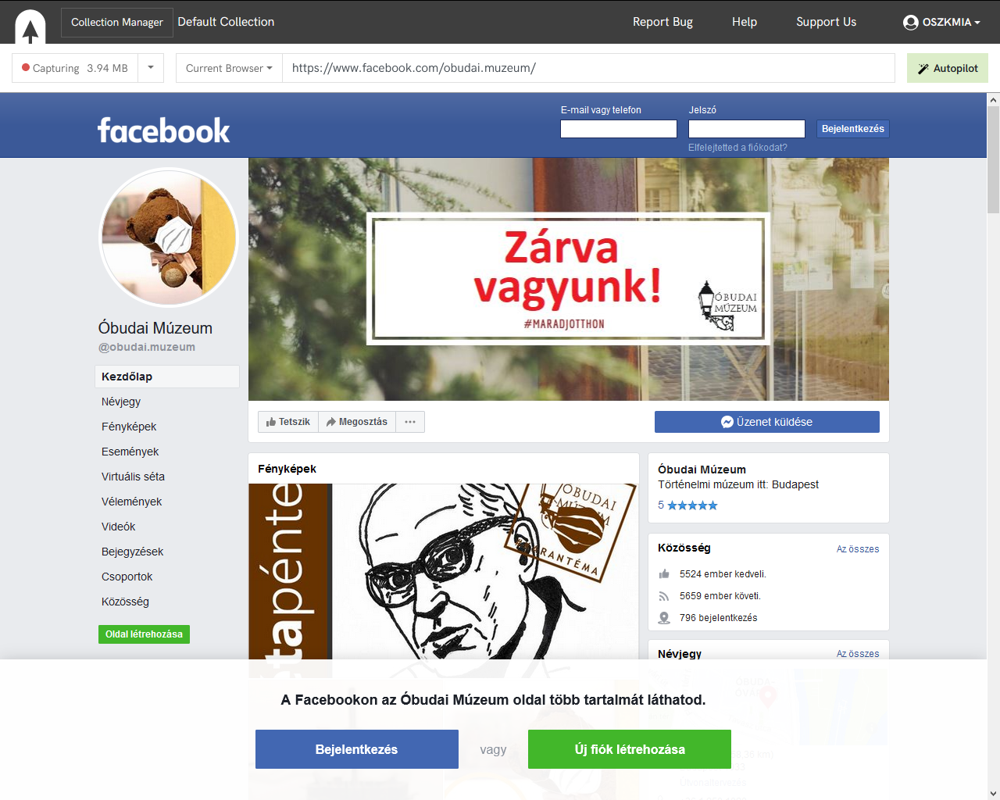 Collection Manager Default Collection Report Bug Help Support Us OSZKMIA
Capturing 3.94 MB Current Browser https://www.facebook.com/obudai.muzeum/ Autopilot
E-mail vagy telefon Jelszó
facebook Bejelentkezés
Elfelejtetted a fiókodat?
Zárva
vagyunk!
ÓBUDAI
MÚZEUM
#MARADJOTTHON
Óbudai Múzeum
@obudai.muzeum
Kezdőlap
Névjegy
Fényképek
Események
Virtuális séta
Vélemények
Videók
Bejegyzések
Csoportok
Közösség
Oldal létrehozása
Tetszik Megosztás ... Üzenet küldése
Fényképek
ÓBUDAI
MÚZEUM
Óbudai Múzeum
Történelmi múzeum itt: Budapest
5
Közösség Az összes
5524 ember kedveli.
5659 ember követi.
796 bejelentkezés
Névjegy Az összes
A Facebookon az Óbudai Múzeum oldal több tartalmát láthatod.
Bejelentkezés vagy Új fiók létrehozása